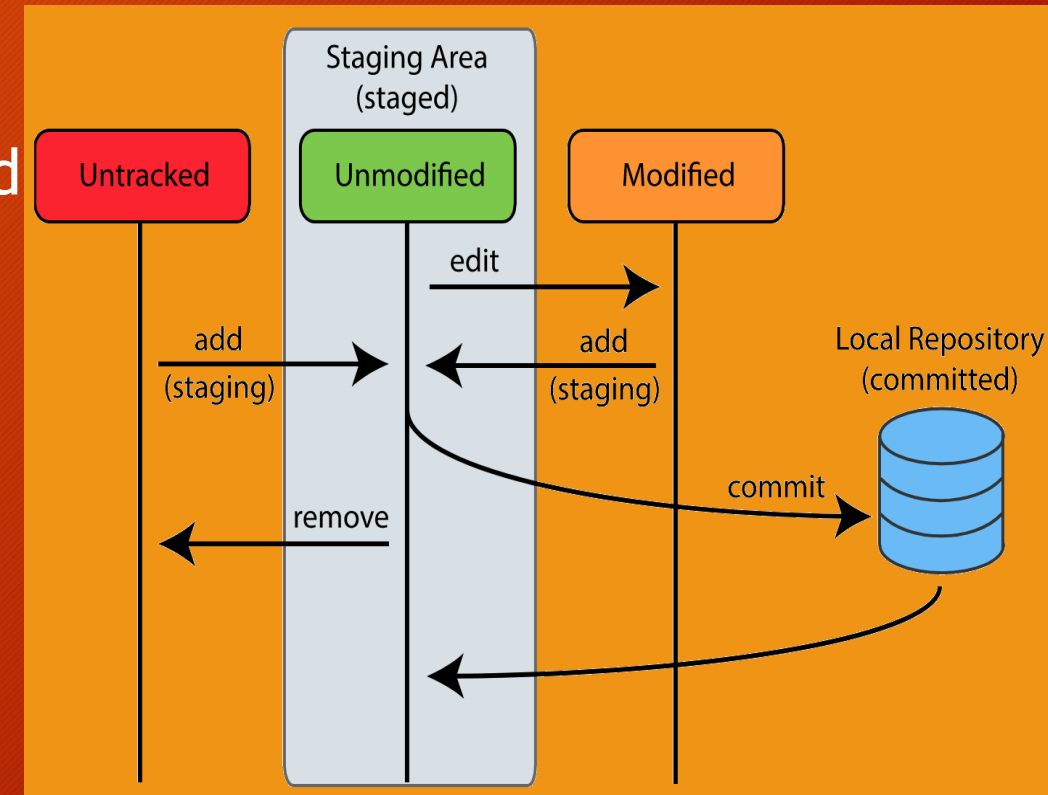 Staging Area
(staged)
d
Untracked
Unmodified
Modified
edit
add
(staging)
add
(staging)
Local Repository
(committed)
commit
remove